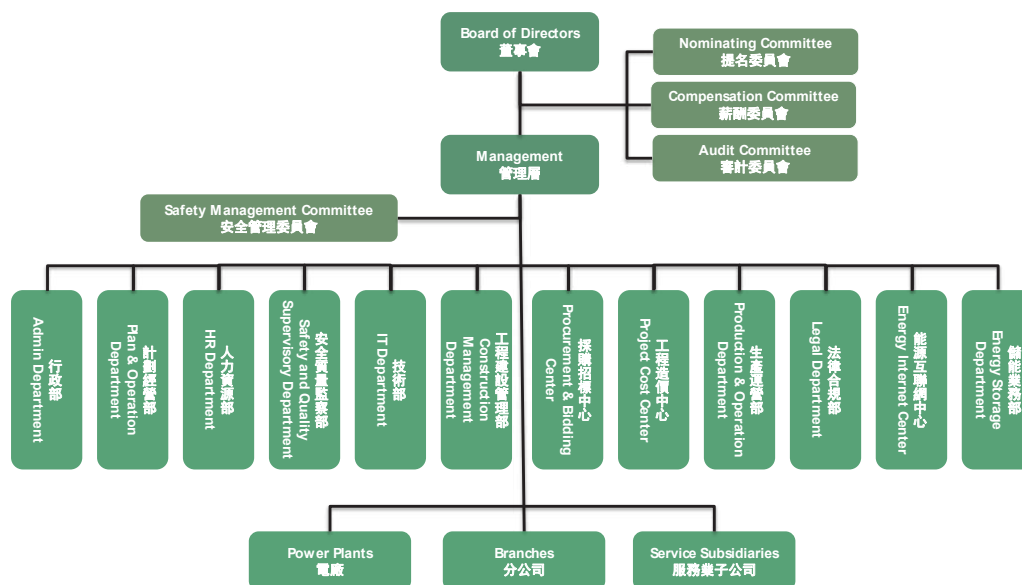 Board of Directors
董事會
Nominating Committee
提名委員會
Compensation Committee
薪酬委員會
Audit Committee
審計委員會
Management
管理層
Safety Management Committee
安全管理委員會
行政部
Admin Department
計劃經營部
Plan & Operation
Department
人力資源部
HR Department
安全質量監察部
Safety and Quality
Supervisory Department
技術部
IT Department
工程建設管理部
Construction
Management
Department
採購招標中心
Procurement & Bidding
Center
工程造價中心
Project Cost Center
生產運營部
Production & Operation
Department
法律合規部
Legal Department
能源互聯網中心
Energy Internet Center
儲能業務部
Energy Storage
Department
Power Plants
電廠
Branches
分公司
Service Subsidiaries
服務業子公司